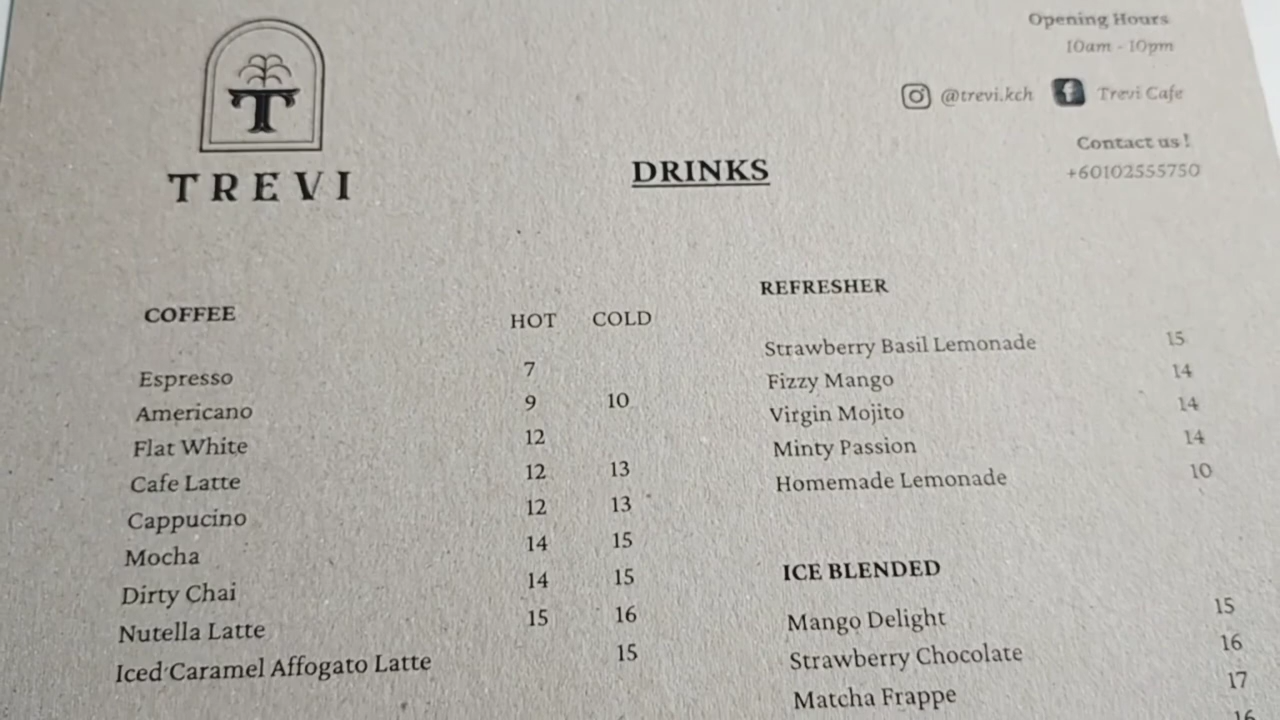 T
TREVI
DRINKS
Opening Hours
10am - 10pm
@trevi.kch f Trevi Cafe
Contact us !
+60102555750
COFFEE HOT COLD
Espresso 7
Americano 9 10
Flat White 12
Cafe Latte 12 13
Cappucino 12 13
Mocha 14 15
Dirty Chai 14 15
Nutella Latte 15 16
Iced Caramel Affogato Latte 15
REFRESHER
Strawberry Basil Lemonade 15
Fizzy Mango 14
Virgin Mojito 14
Minty Passion 14
Homemade Lemonade 10
ICE BLENDED
Mango Delight 15
Strawberry Chocolate 16
Matcha Frappe 17
16